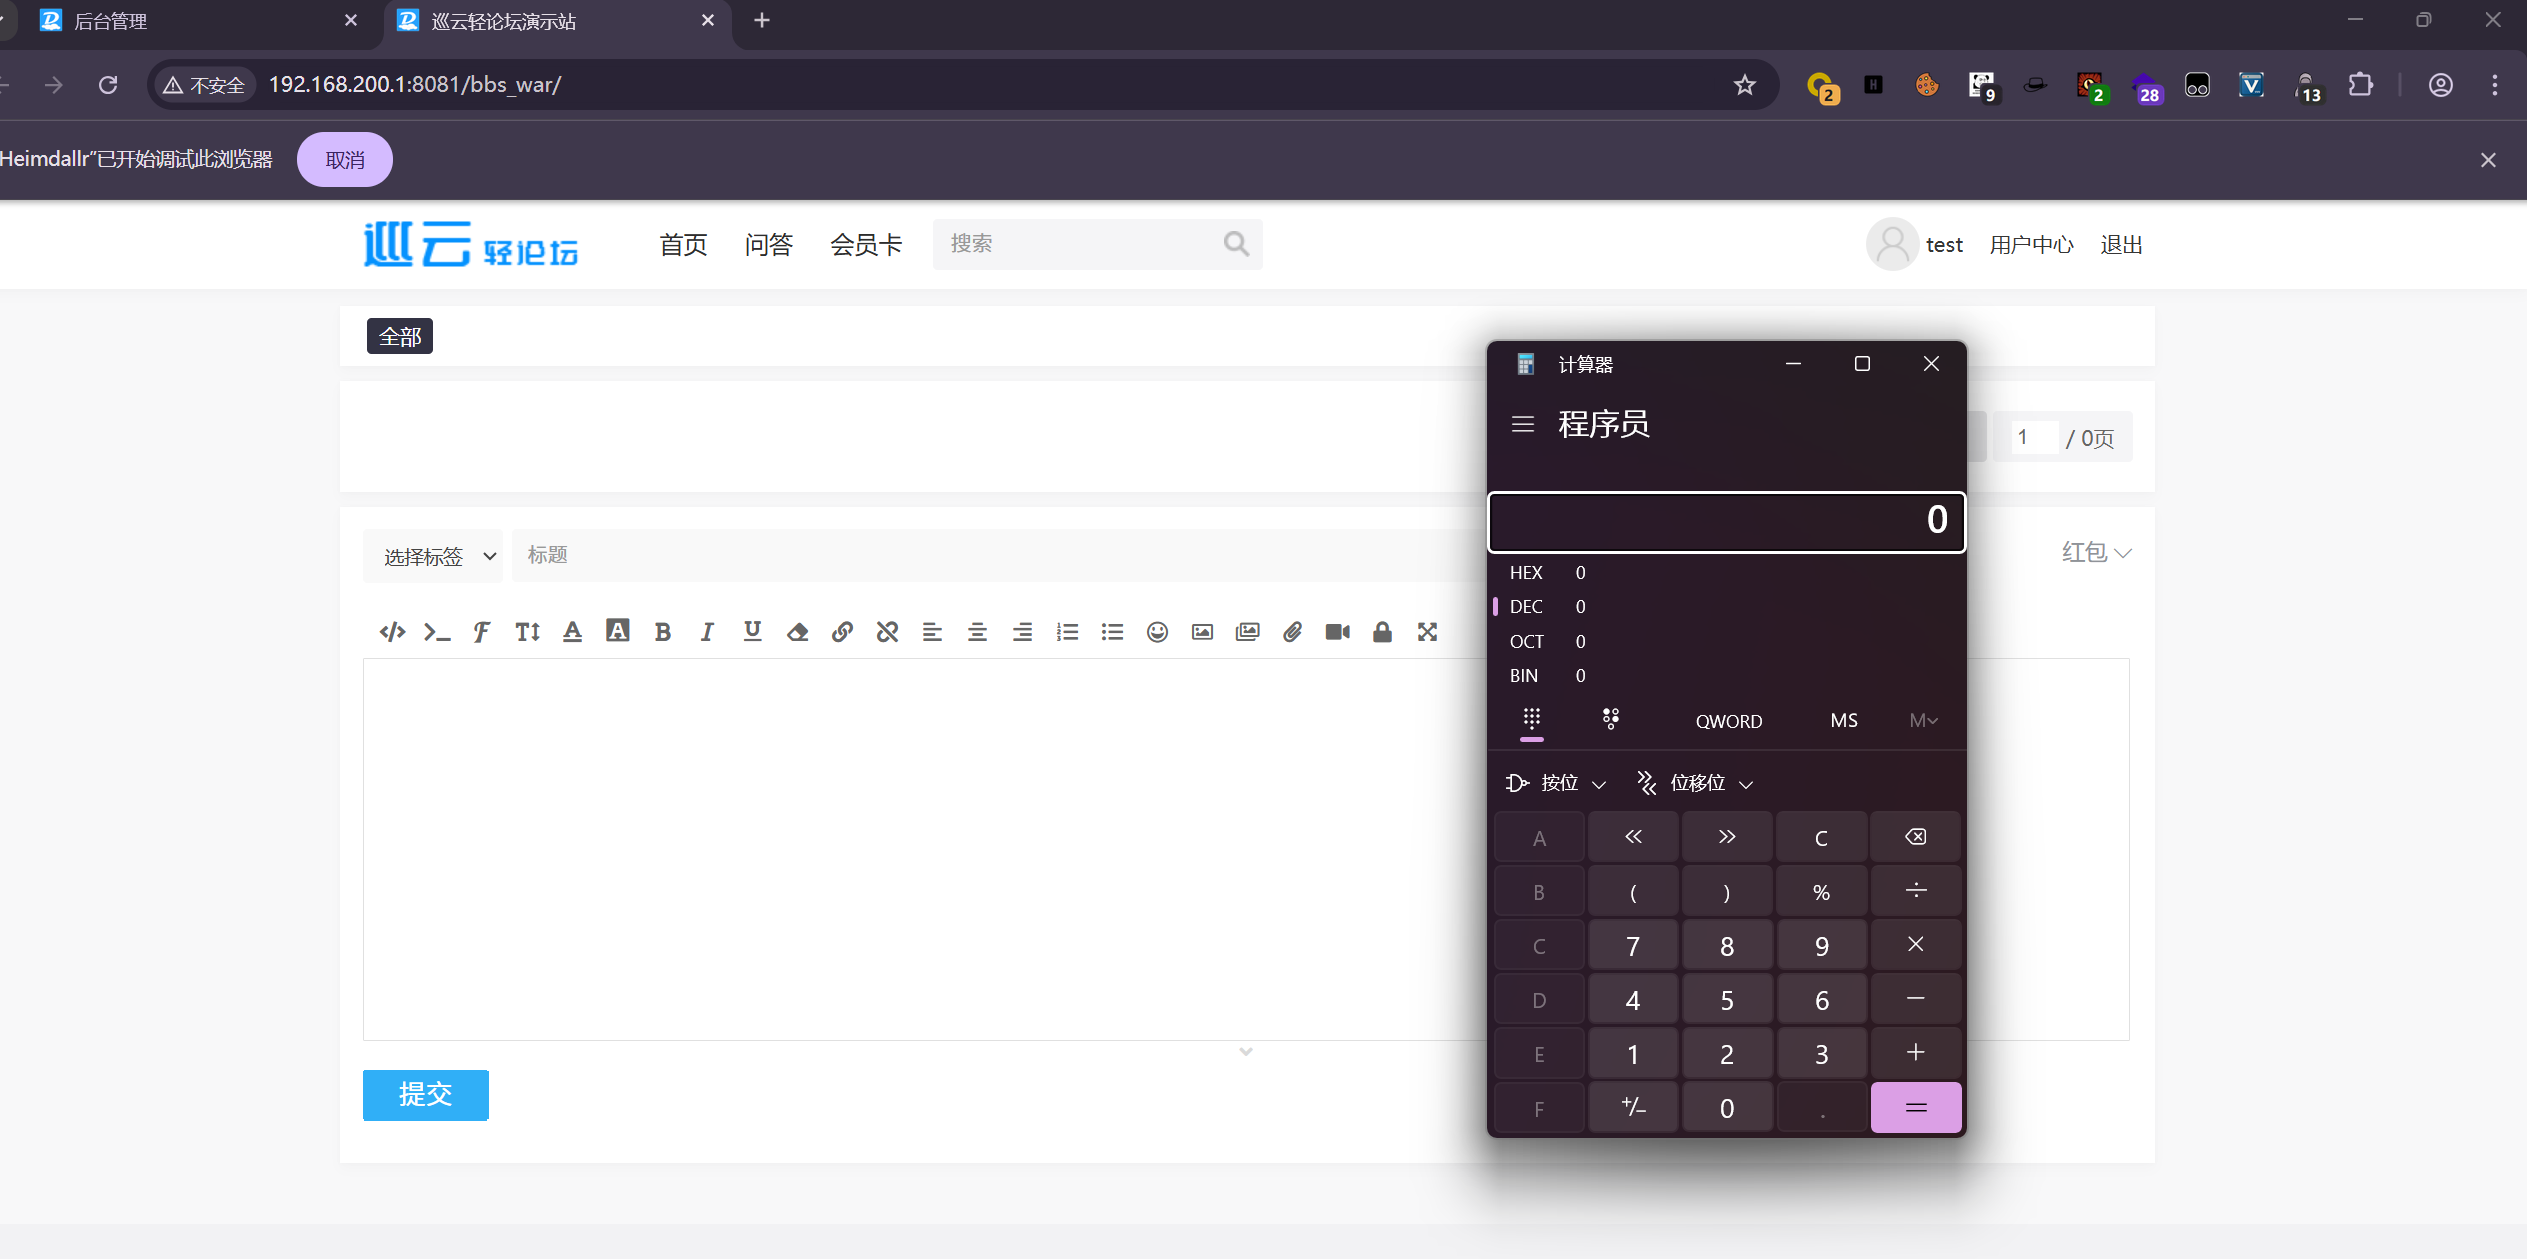 后台管理
巡云轻论坛演示站
不安全 192.168.200.1:8081/bbs_war/
2 9 2 28 13
Heimdallr”已开始调试此浏览器 取消
巡云 轻论坛 首页 问答 会员卡 搜索 test 用户中心 退出
全部
1 / 0页
选择标签 标题 红包
提交
计算器
程序员
0
HEX 0
DEC 0
OCT 0
BIN 0
QWORD MS M
按位 位移位
A « » C
B ( ) % ÷
C 7 8 9 ×
D 4 5 6 −
E 1 2 3 +
F +/− 0 . =